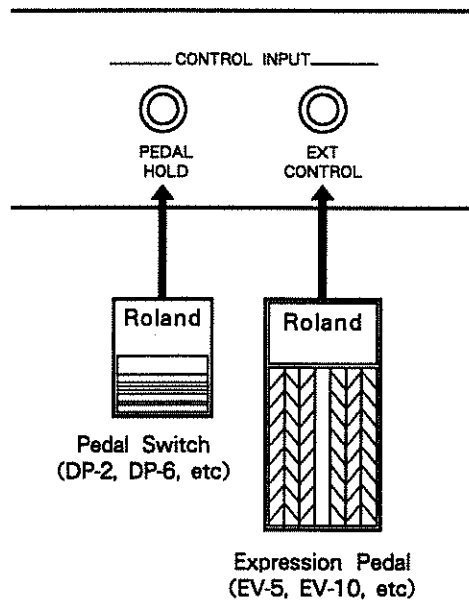 CONTROL INPUT
PEDAL
HOLD
EXT
CONTROL
Roland
Roland
Pedal Switch
(DP-2, DP-6, etc)
Expression Pedal
(EV-5, EV-10, etc)